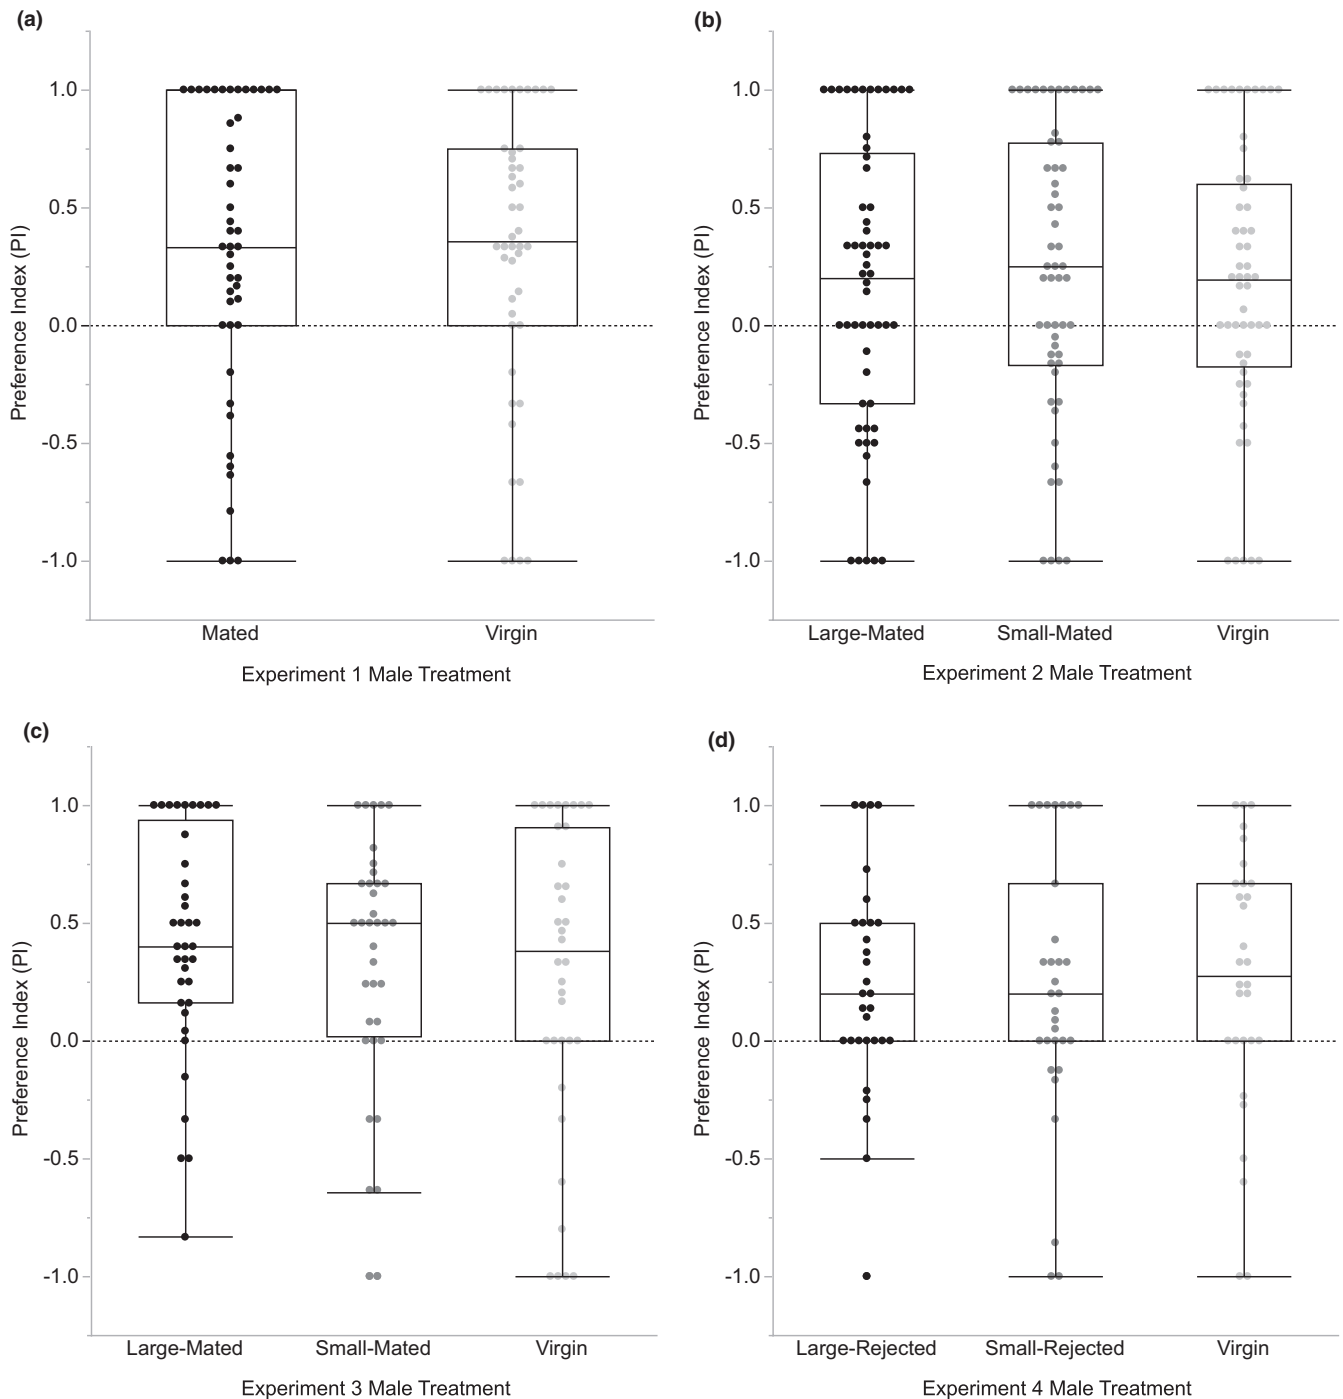 (a)
1.0
0.5
0.0
-0.5
-1.0
Preference Index (PI)
Mated Virgin
Experiment 1 Male Treatment
(b)
1.0
0.5
0.0
-0.5
-1.0
Preference Index (PI)
Large-Mated Small-Mated Virgin
Experiment 2 Male Treatment
(c)
1.0
0.5
0.0
-0.5
-1.0
Preference Index (PI)
Large-Mated Small-Mated Virgin
Experiment 3 Male Treatment
(d)
1.0
0.5
0.0
-0.5
-1.0
Preference Index (PI)
Large-Rejected Small-Rejected Virgin
Experiment 4 Male Treatment